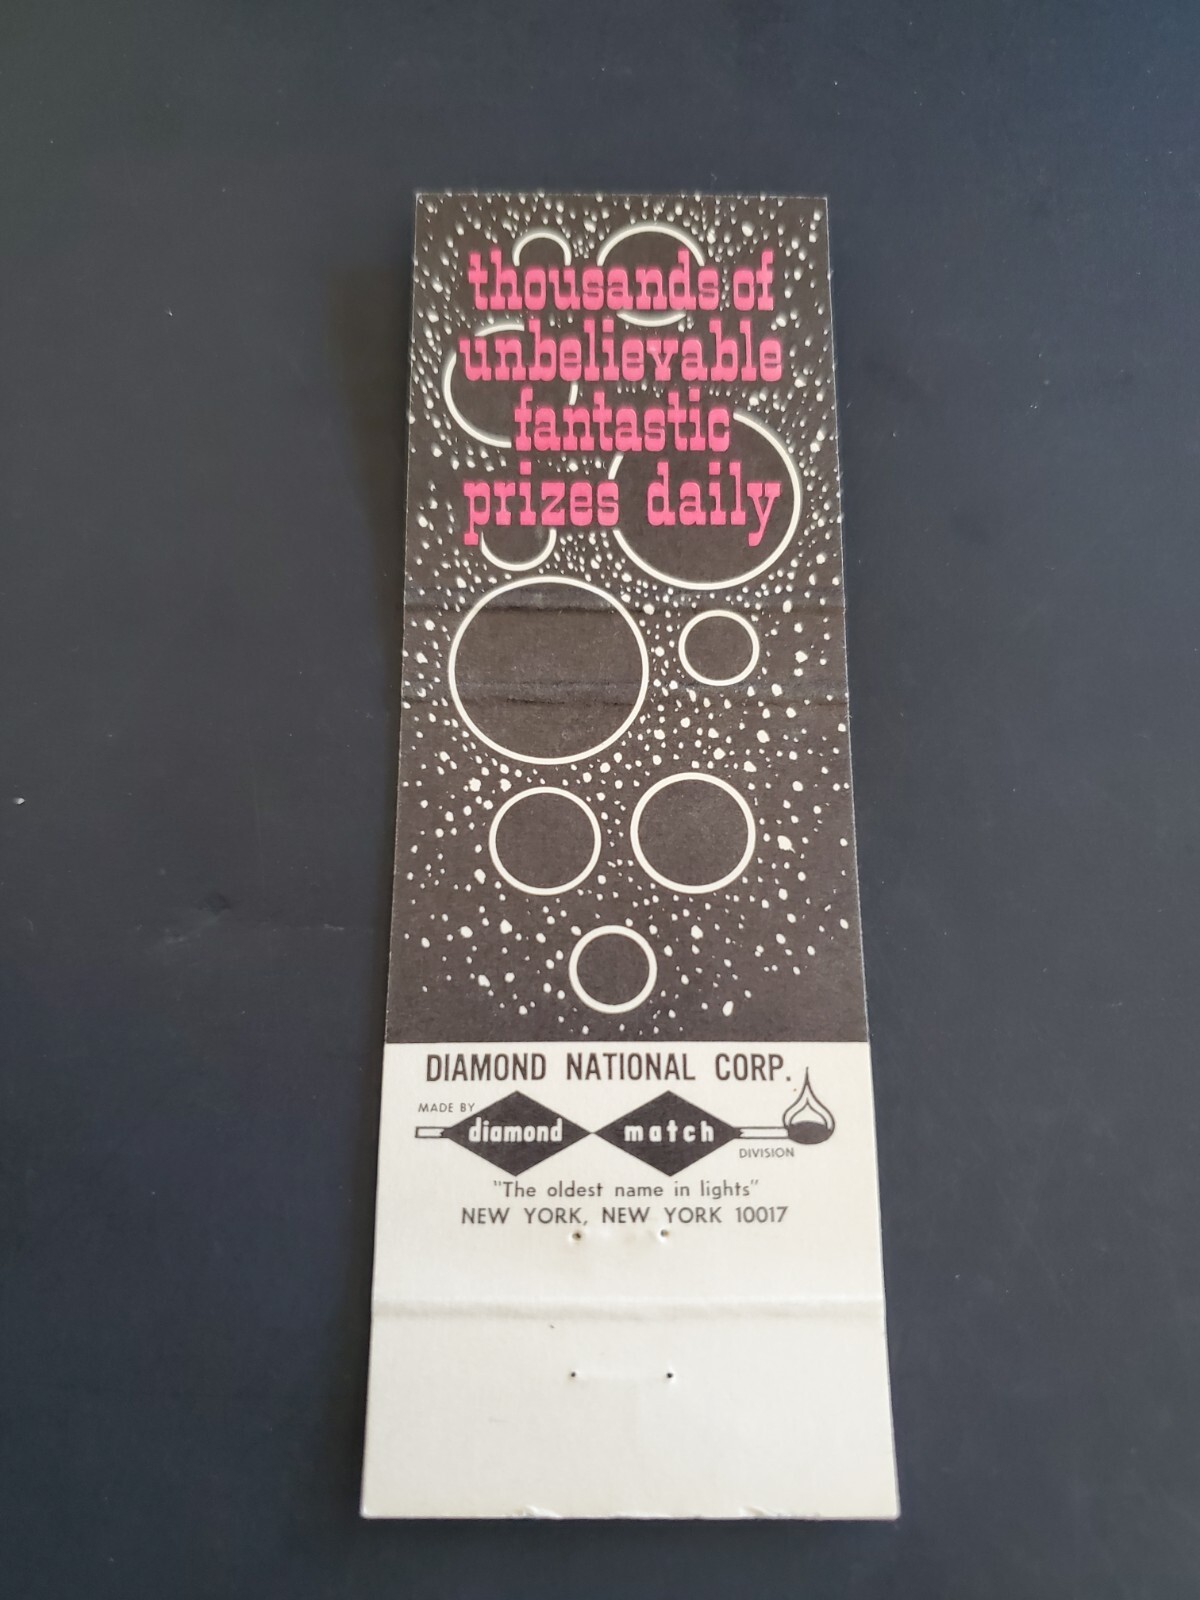 thousands of
unbelievable
fantastic
prizes daily
DIAMOND NATIONAL CORP.
MADE BY
diamond match
DIVISION
"The oldest name in lights"
NEW YORK, NEW YORK 10017